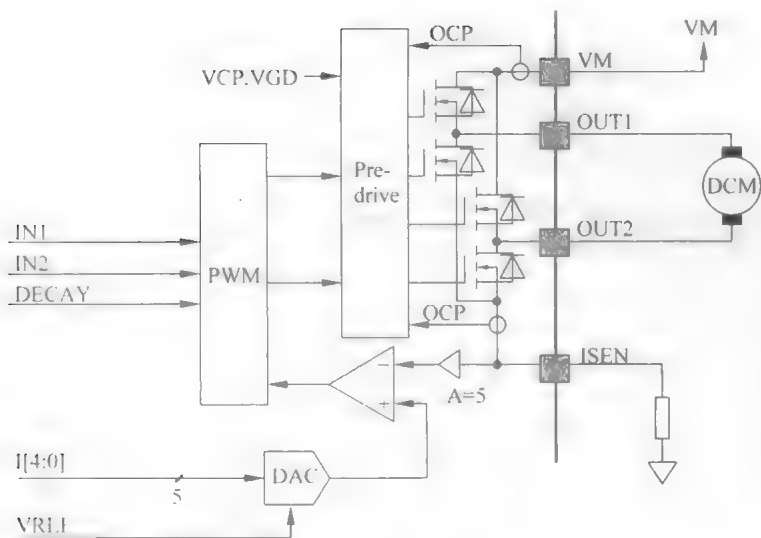 OCP
VM
VM
VCP.VGD
OUT1
Pre-
drive
DCM
IN1
IN2
PWM
OUT2
DECAY
OCP
ISEN
−
A=5
+
I[4:0]
5
DAC